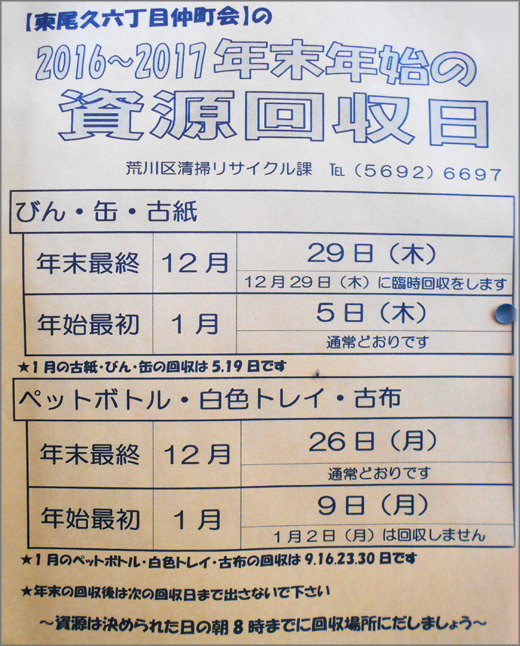 【東尾久六丁目仲町会】の
2016～2017 年末年始の
資源回収日
荒川区清掃リサイクル課 TEL（5692）6697
びん・缶・古紙
年末最終 12月 29日（木）
12月29日（木）に臨時回収をします
年始最初 1月 5日（木）
通常どおりです
★1月の古紙・びん・缶の回収は5.19日です
ペットボトル・白色トレイ・古布
年末最終 12月 26日（月）
通常どおりです
年始最初 1月 9日（月）
1月2日（月）は回収しません
★1月のペットボトル・白色トレイ・古布の回収は9.16.23.30日です
★年末の回収後は次の回収日まで出さないで下さい
～資源は決められた日の朝8時までに回収場所にだしましょう～